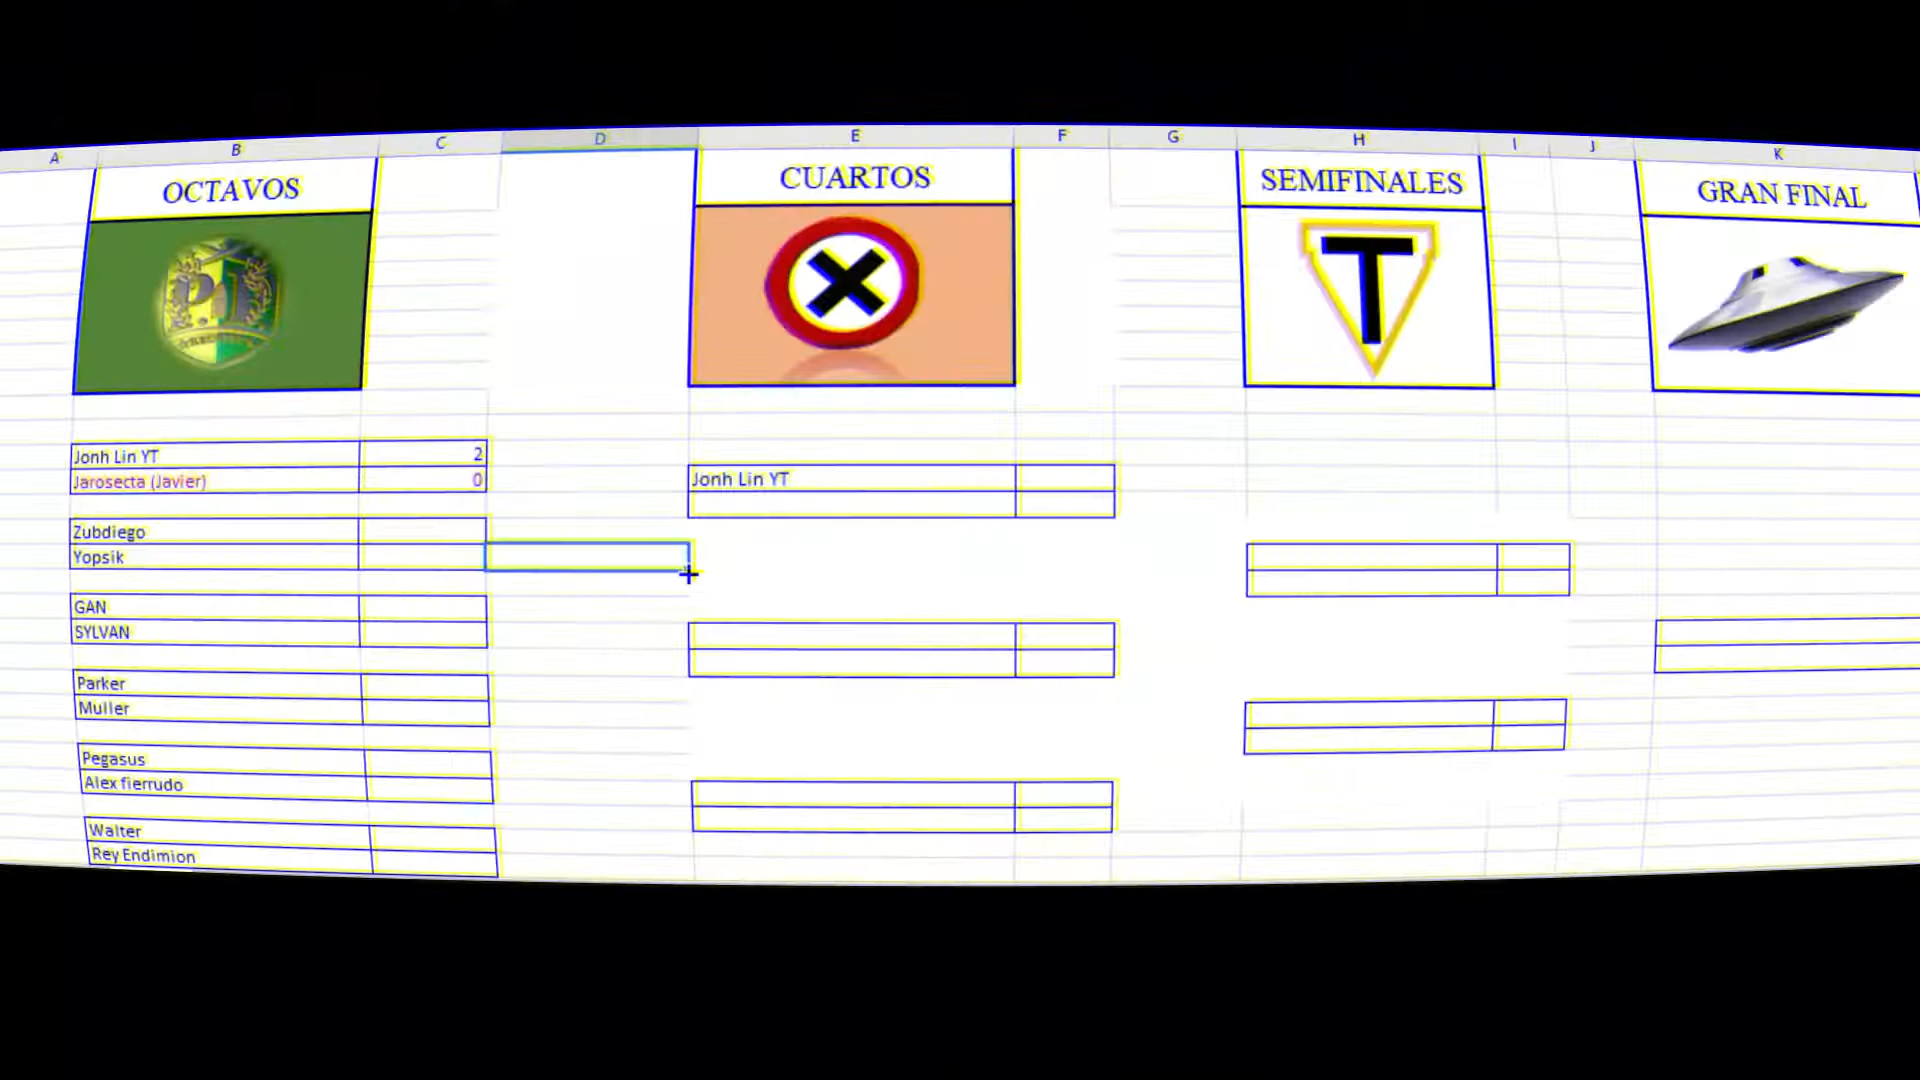 A B C D E F G H I J K
OCTAVOS
CUARTOS
SEMIFINALES
GRAN FINAL
T
Jonh Lin YT 2
Jarosecta (Javier) 0
Zubdiego
Yopsik
GAN
SYLVAN
Parker
Muller
Pegasus
Alex fierrudo
Walter
Rey Endimion
Jonh Lin YT